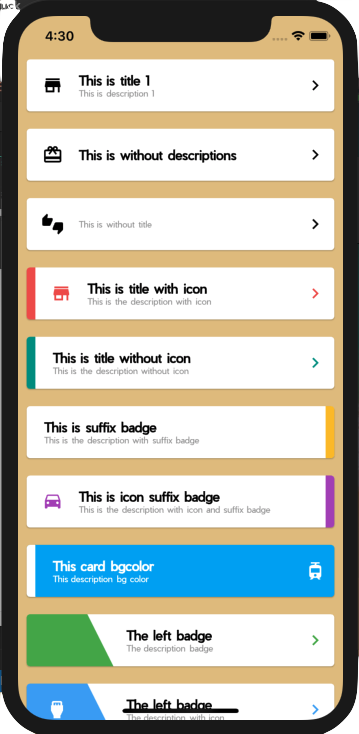 4:30
This is title 1
This is description 1
This is without descriptions
This is without title
This is title with icon
This is the description with icon
This is title without icon
This is the description without icon
This is suffix badge
This is the description with suffix badge
This is icon suffix badge
This is the description with icon and suffix badge
This card bgcolor
This description bg color
The left badge
The description badge
The left badge
The description with icon